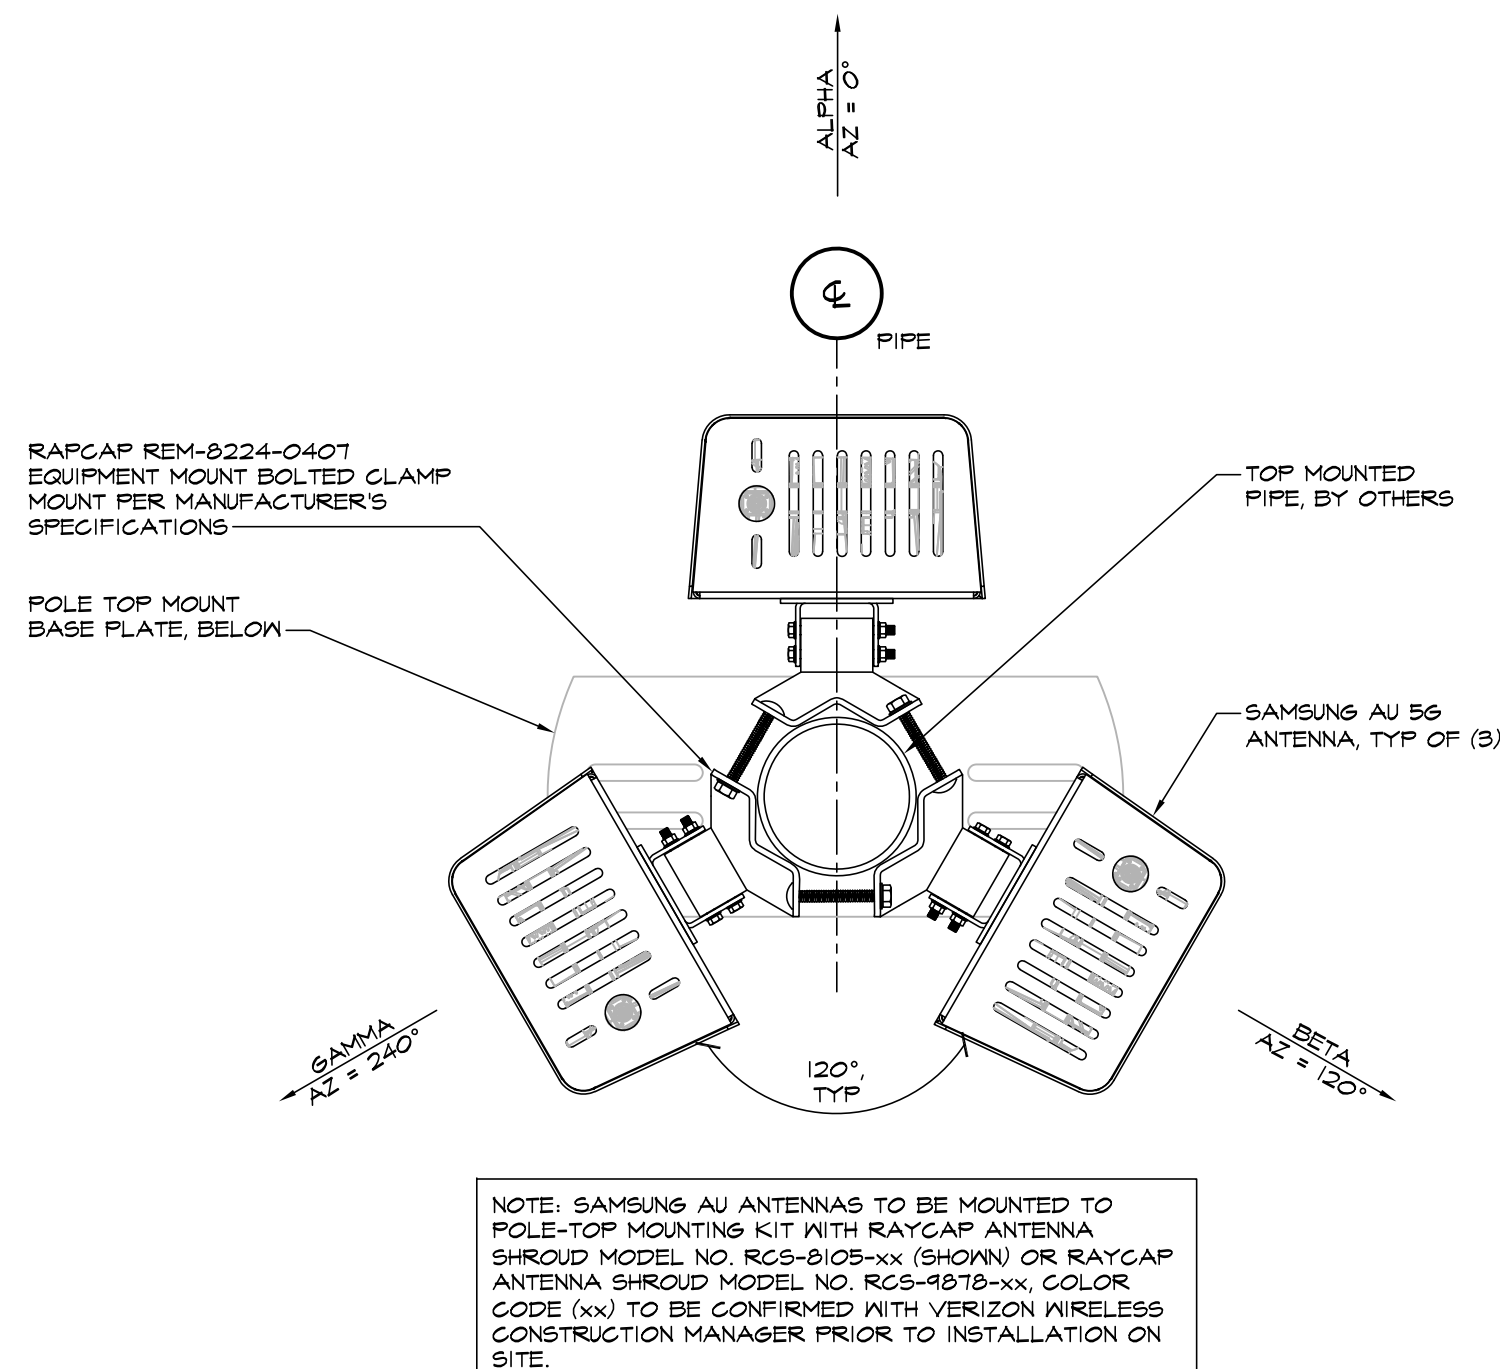 ALPHA
AZ = 0°
℄
PIPE
RAPCAP REM-8224-0407
EQUIPMENT MOUNT BOLTED CLAMP
MOUNT PER MANUFACTURER'S
SPECIFICATIONS
TOP MOUNTED
PIPE, BY OTHERS
POLE TOP MOUNT
BASE PLATE, BELOW
SAMSUNG AU 5G
ANTENNA, TYP OF (3)
GAMMA
AZ = 240°
120°,
TYP
BETA
AZ = 120°
NOTE: SAMSUNG AU ANTENNAS TO BE MOUNTED TO
POLE-TOP MOUNTING KIT WITH RAYCAP ANTENNA
SHROUD MODEL NO. RCS-8105-xx (SHOWN) OR RAYCAP
ANTENNA SHROUD MODEL NO. RCS-9878-xx, COLOR
CODE (xx) TO BE CONFIRMED WITH VERIZON WIRELESS
CONSTRUCTION MANAGER PRIOR TO INSTALLATION ON
SITE.